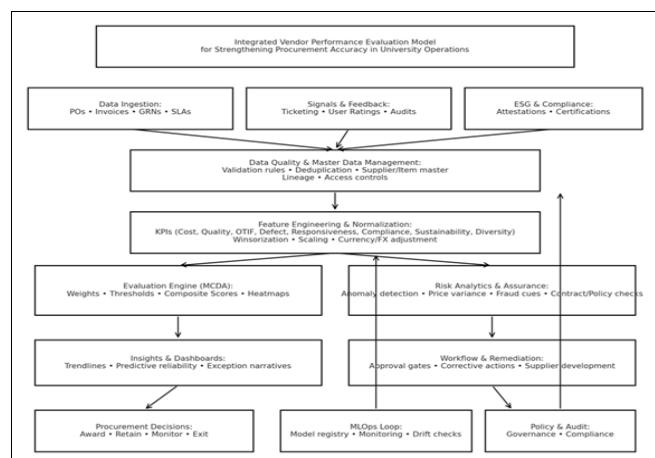 Integrated Vendor Performance Evaluation Model
for Strengthening Procurement Accuracy in University Operations
Data Ingestion:
POs • Invoices • GRNs • SLAs
Signals & Feedback:
Ticketing • User Ratings • Audits
ESG & Compliance:
Attestations • Certifications
Data Quality & Master Data Management:
Validation rules • Deduplication • Supplier/Item master
Lineage • Access controls
Feature Engineering & Normalization:
KPIs (Cost, Quality, OTIF, Defect, Responsiveness, Compliance, Sustainability, Diversity)
Winsorization • Scaling • Currency/FX adjustment
Evaluation Engine (MCDA):
Weights • Thresholds • Composite Scores • Heatmaps
Risk Analytics & Assurance:
Anomaly detection • Price variance • Fraud cues • Contract/Policy checks
Insights & Dashboards:
Trendlines • Predictive reliability • Exception narratives
Workflow & Remediation:
Approval gates • Corrective actions • Supplier development
Procurement Decisions:
Award • Retain • Monitor • Exit
MLOps Loop:
Model registry • Monitoring • Drift checks
Policy & Audit:
Governance • Compliance